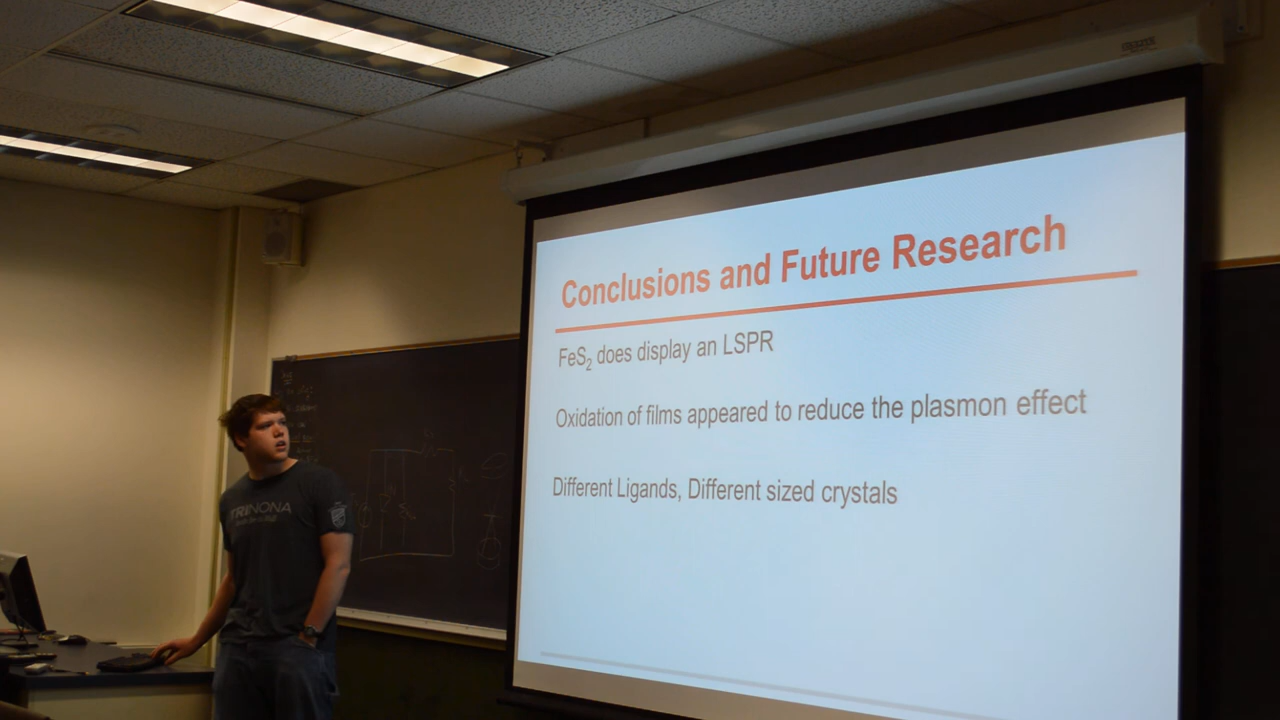 Conclusions and Future Research
FeS₂ does display an LSPR
Oxidation of films appeared to reduce the plasmon effect
Different Ligands, Different sized crystals
TRINONA